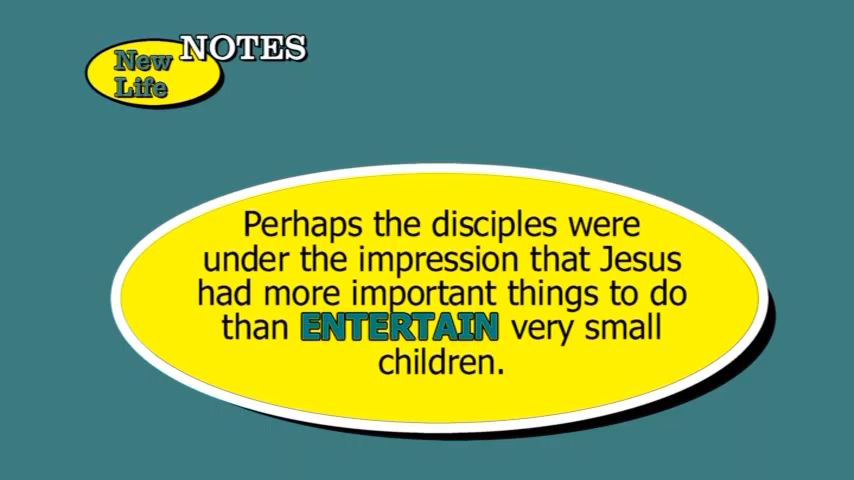 New NOTES
Life
Perhaps the disciples were
under the impression that Jesus
had more important things to do
than ENTERTAIN very small
children.